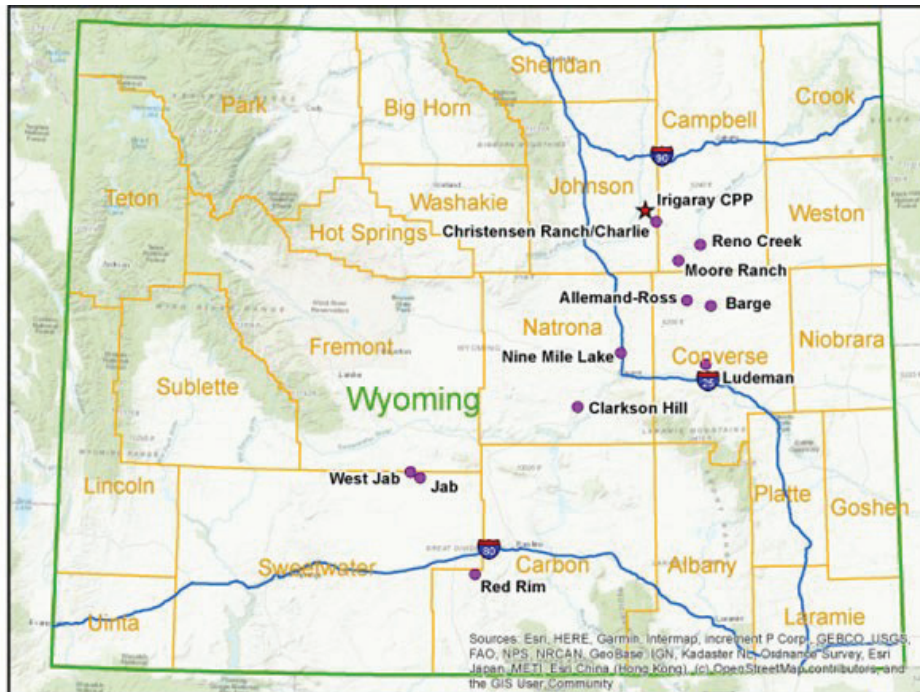 Sheridan
Park
Big Horn
Campbell
Crook
90
Teton
Washakie
Johnson
Irigaray CPP
Weston
Hot Springs
Christensen Ranch/Charlie
Reno Creek
Moore Ranch
Allemand-Ross
Barge
Natrona
Niobrara
Fremont
WYOMING
Nine Mile Lake
Converse
Sublette
Ludeman
25
Wyoming
Clarkson Hill
Lincoln
West Jab
Jab
Platte
Goshen
80
Sweetwater
Carbon
Albany
Red Rim
Uinta
Laramie
Sources: Esri, HERE, Garmin, Intermap, increment P Corp., GEBCO, USGS,
FAO, NPS, NRCAN, GeoBase, IGN, Kadaster NL, Ordnance Survey, Esri
Japan, METI, Esri China (Hong Kong), (c) OpenStreetMap contributors, and
the GIS User Community